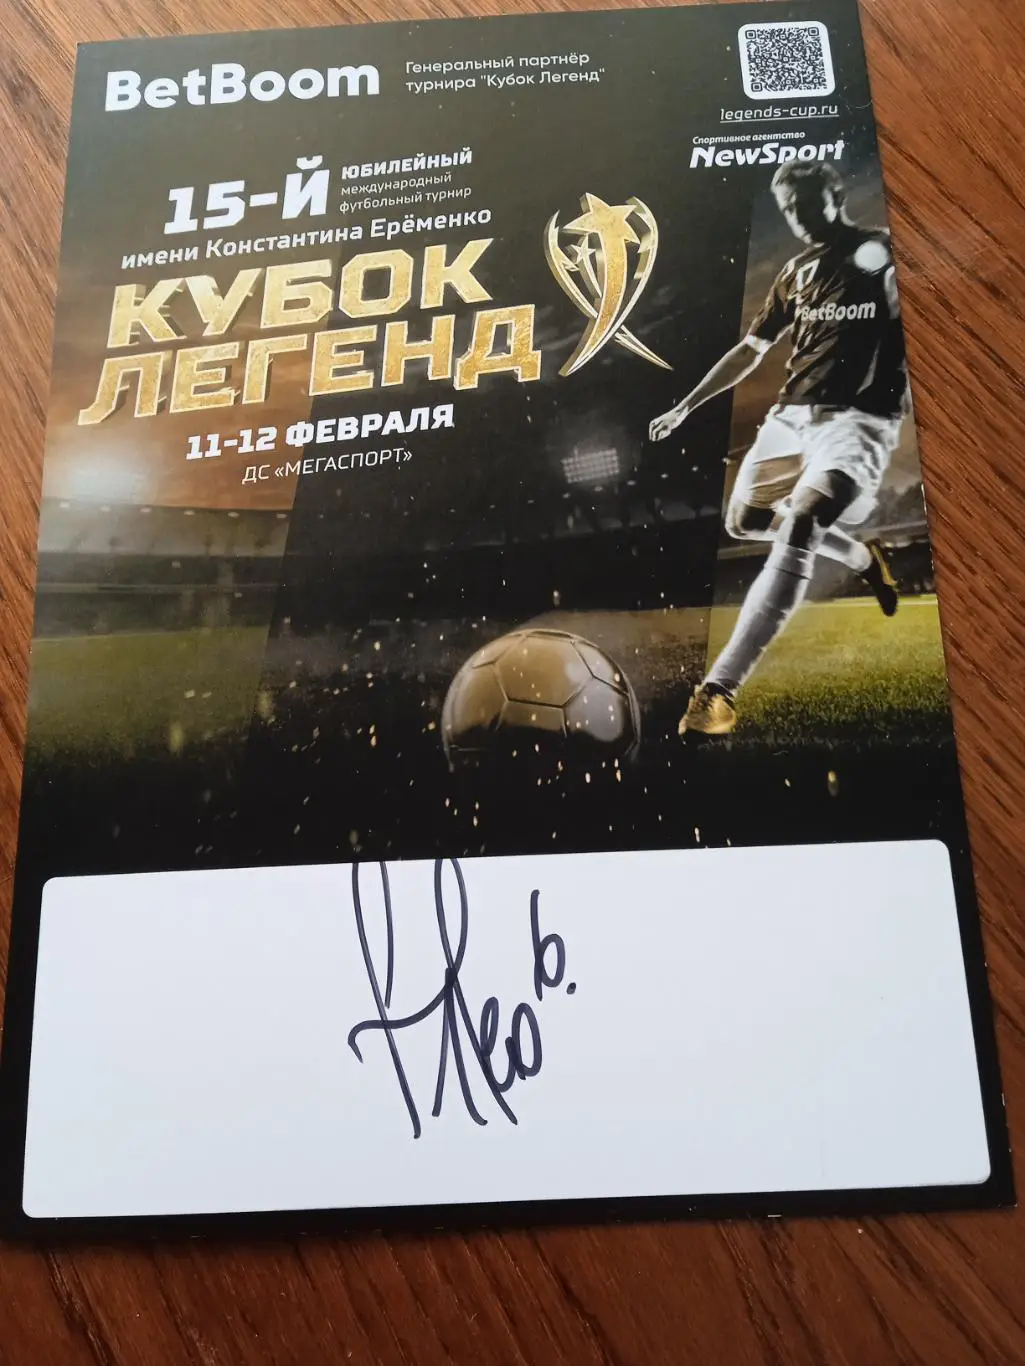 BetBoom
Генеральный партнёр
турнира "Кубок Легенд"
legends-cup.ru
Спортивное агентство
NewSport
15-Й
ЮБИЛЕЙНЫЙ
международный
футбольный турнир
имени Константина Ерёменко
КУБОК
ЛЕГЕНД
11-12 ФЕВРАЛЯ
ДС «МЕГАСПОРТ»
BetBoom